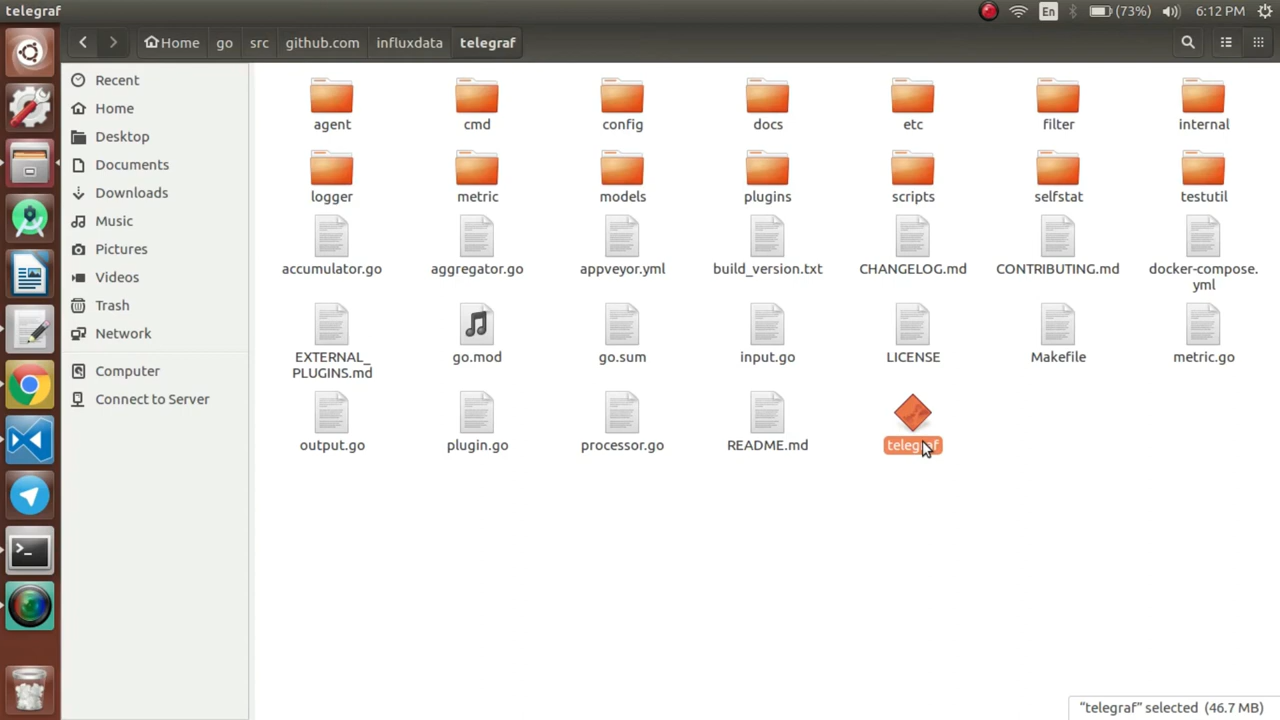 telegraf
En
(73%)
6:12 PM
Home
go
src
github.com
influxdata
telegraf
Recent
Home
Desktop
Documents
Downloads
Music
Pictures
Videos
Trash
Network
Computer
Connect to Server
agent
cmd
config
docs
etc
filter
internal
logger
metric
models
plugins
scripts
selfstat
testutil
accumulator.go
aggregator.go
appveyor.yml
build_version.txt
CHANGELOG.md
CONTRIBUTING.md
docker-compose.
yml
EXTERNAL_
PLUGINS.md
go.mod
go.sum
input.go
LICENSE
Makefile
metric.go
output.go
plugin.go
processor.go
README.md
telegraf
"telegraf" selected (46.7 MB)